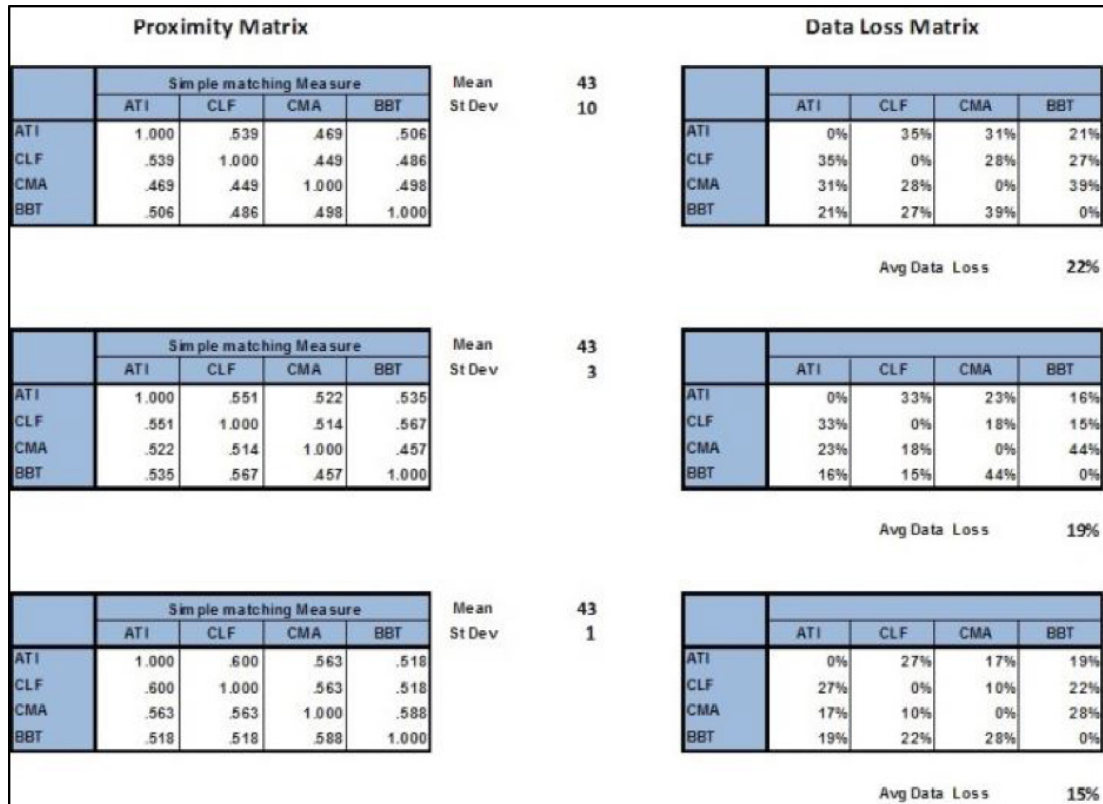 Proximity Matrix Data Loss Matrix
Simple matching Measure Mean 43
ATI CLF CMA BBT St Dev 10 ATI CLF CMA BBT
ATI 1.000 .539 .469 .506 ATI 0% 35% 31% 21%
CLF .539 1.000 .449 .486 CLF 35% 0% 28% 27%
CMA .469 .449 1.000 .498 CMA 31% 28% 0% 39%
BBT .506 .486 .498 1.000 BBT 21% 27% 39% 0%
Avg Data Loss 22%
Simple matching Measure Mean 43
ATI CLF CMA BBT St Dev 3 ATI CLF CMA BBT
ATI 1.000 .551 .522 .535 ATI 0% 33% 23% 16%
CLF .551 1.000 .514 .567 CLF 33% 0% 18% 15%
CMA .522 .514 1.000 .457 CMA 23% 18% 0% 44%
BBT .535 .567 .457 1.000 BBT 16% 15% 44% 0%
Avg Data Loss 19%
Simple matching Measure Mean 43
ATI CLF CMA BBT St Dev 1 ATI CLF CMA BBT
ATI 1.000 .600 .563 .518 ATI 0% 27% 17% 19%
CLF .600 1.000 .563 .518 CLF 27% 0% 10% 22%
CMA .563 .563 1.000 .588 CMA 17% 10% 0% 28%
BBT .518 .518 .588 1.000 BBT 19% 22% 28% 0%
Avg Data Loss 15%